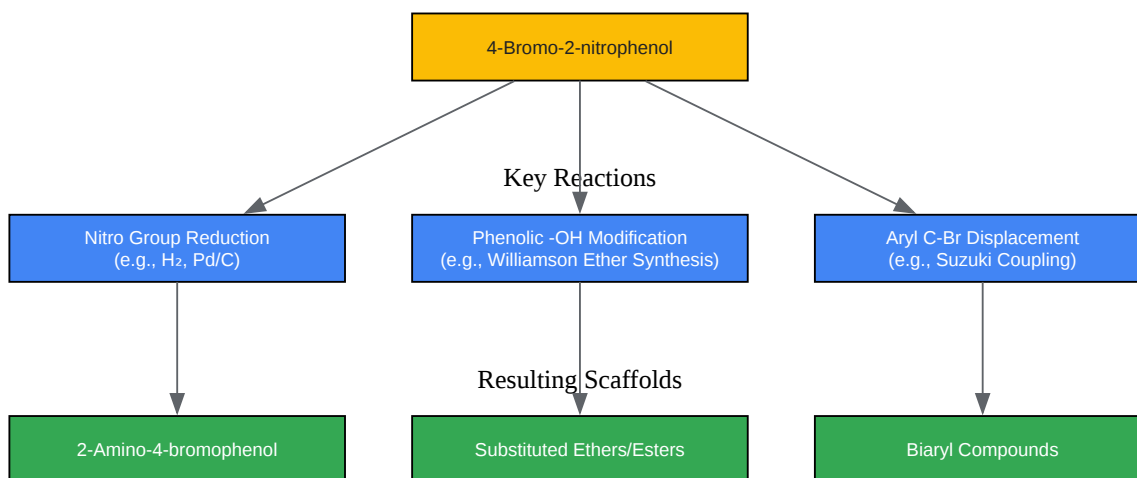 4-Bromo-2-nitrophenol
Key Reactions
Nitro Group Reduction
(e.g., H₂, Pd/C)
Phenolic -OH Modification
(e.g., Williamson Ether Synthesis)
Aryl C-Br Displacement
(e.g., Suzuki Coupling)
Resulting Scaffolds
2-Amino-4-bromophenol
Substituted Ethers/Esters
Biaryl Compounds